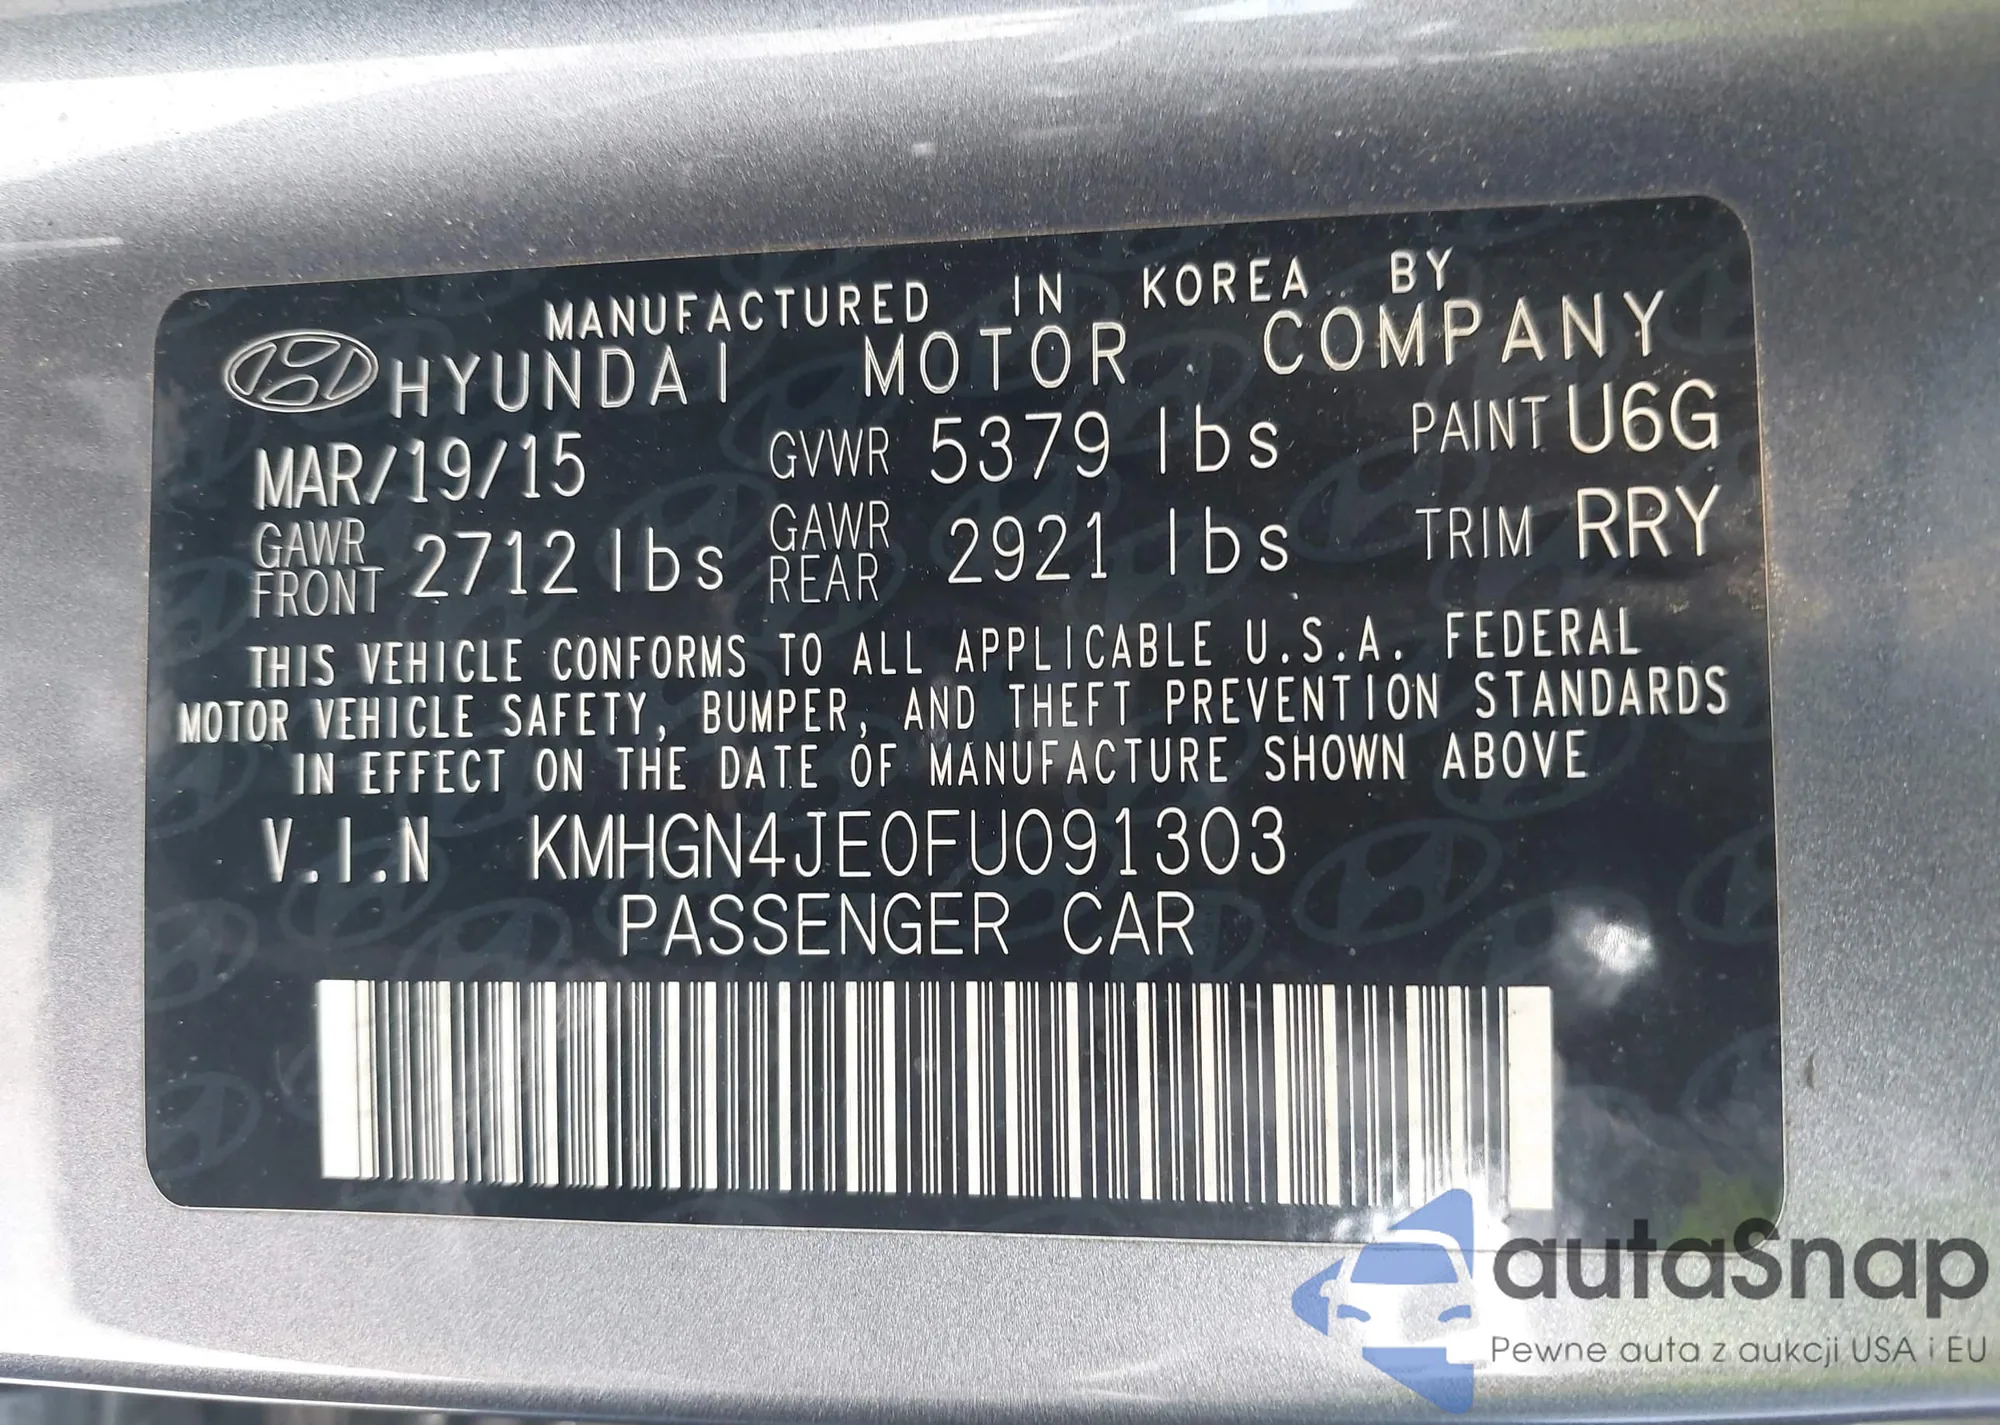 MANUFACTURED IN KOREA BY
HYUNDAI MOTOR COMPANY
MAR/19/15 GVWR 5379 lbs PAINT U6G
GAWR FRONT 2712 lbs GAWR REAR 2921 lbs TRIM RRY
THIS VEHICLE CONFORMS TO ALL APPLICABLE U.S.A. FEDERAL
MOTOR VEHICLE SAFETY, BUMPER, AND THEFT PREVENTION STANDARDS
IN EFFECT ON THE DATE OF MANUFACTURE SHOWN ABOVE
V.I.N KMHGN4JE0FU091303
PASSENGER CAR
autaSnap
Pewne auta z aukcji USA i EU